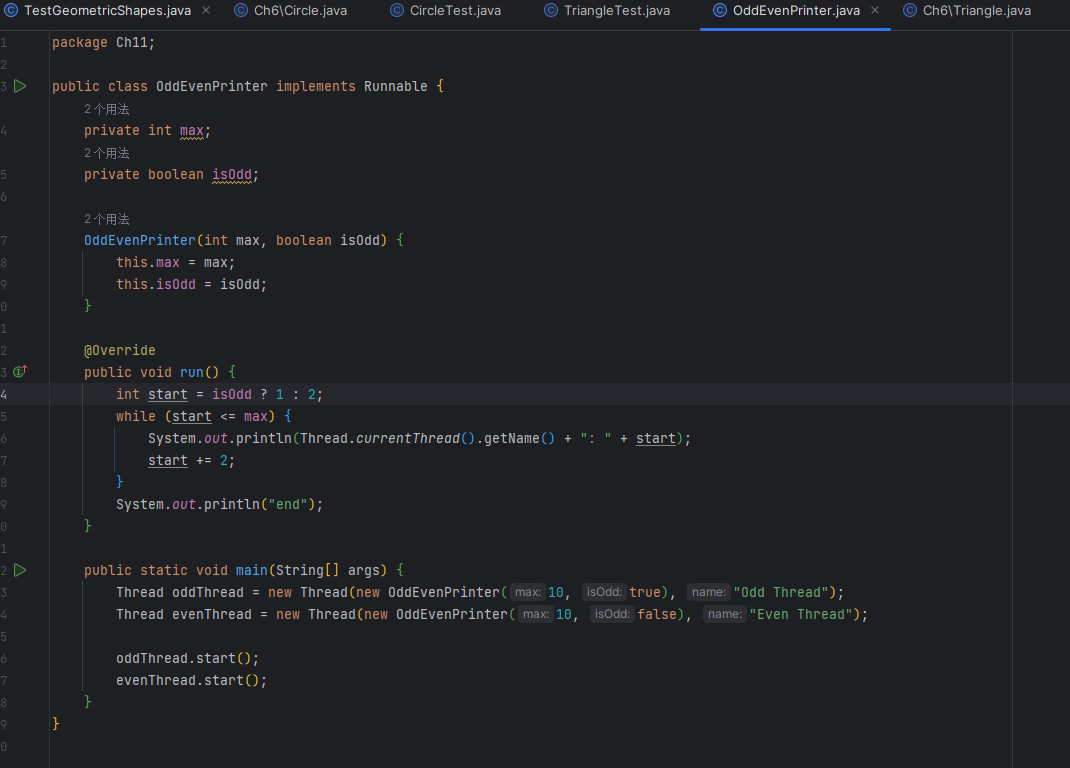 TestGeometricShapes.java Ch6\Circle.java CircleTest.java TriangleTest.java OddEvenPrinter.java Ch6\Triangle.java
1 package Ch11;
2
3 public class OddEvenPrinter implements Runnable {
2个用法
4 private int max;
2个用法
5 private boolean isOdd;
6
2个用法
7 OddEvenPrinter(int max, boolean isOdd) {
8 this.max = max;
9 this.isOdd = isOdd;
0 }
1
2 @Override
3 public void run() {
4 int start = isOdd ? 1 : 2;
5 while (start <= max) {
6 System.out.println(Thread.currentThread().getName() + ": " + start);
7 start += 2;
8 }
9 System.out.println("end");
0 }
1
2 public static void main(String[] args) {
3 Thread oddThread = new Thread(new OddEvenPrinter( max: 10, isOdd: true), name: "Odd Thread");
4 Thread evenThread = new Thread(new OddEvenPrinter( max: 10, isOdd: false), name: "Even Thread");
5
6 oddThread.start();
7 evenThread.start();
8 }
9 }
0